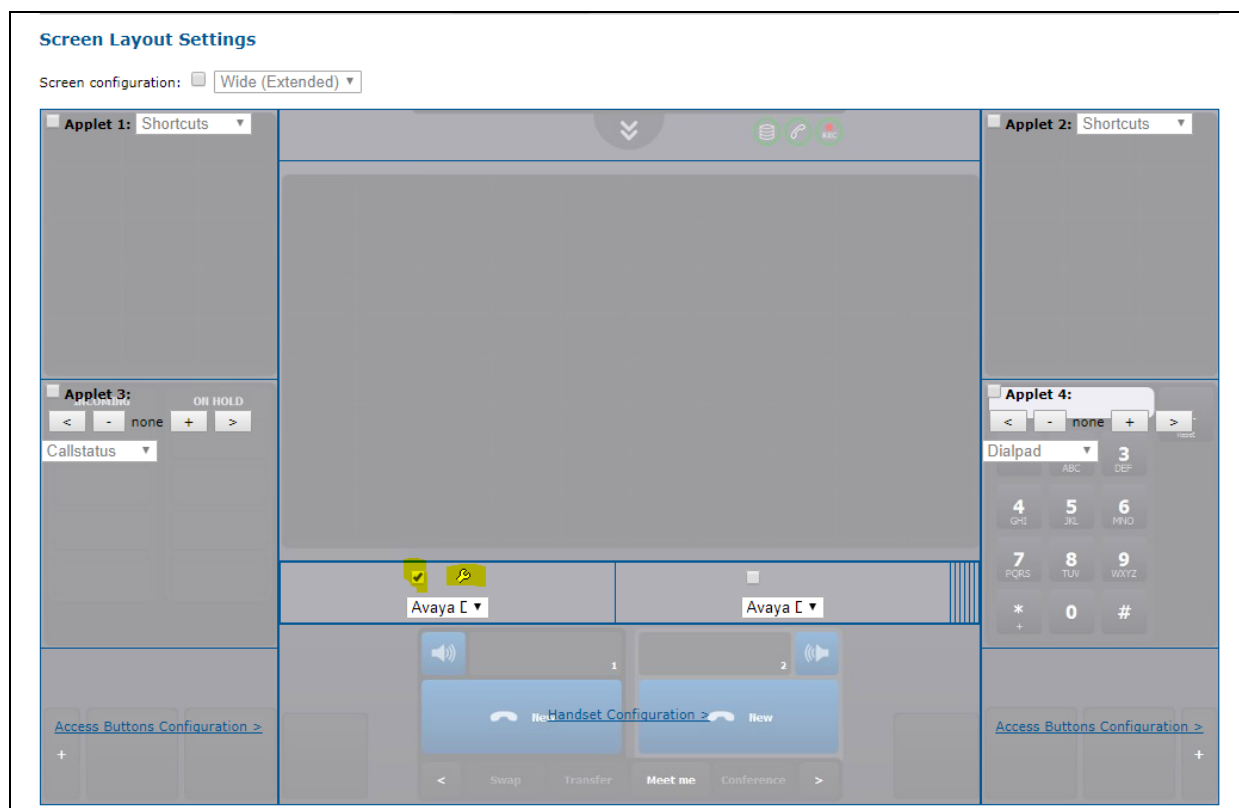 Screen Layout Settings
Screen configuration: Wide (Extended)
Applet 1: Shortcuts
REC
Applet 2: Shortcuts
Applet 3:
INCOMING ON HOLD
< - none + >
Callstatus
Applet 4:
< - none + >
reset
Dialpad
ABC
3 DEF
4 GHI 5 JKL 6 MNO
7 PQRS 8 TUV 9 WXYZ
* + 0 #
Avaya D
Avaya D
1
2
New
Handset Configuration >
New
Access Buttons Configuration >
+
Access Buttons Configuration >
+
< Swap Transfer Meet me Conference >